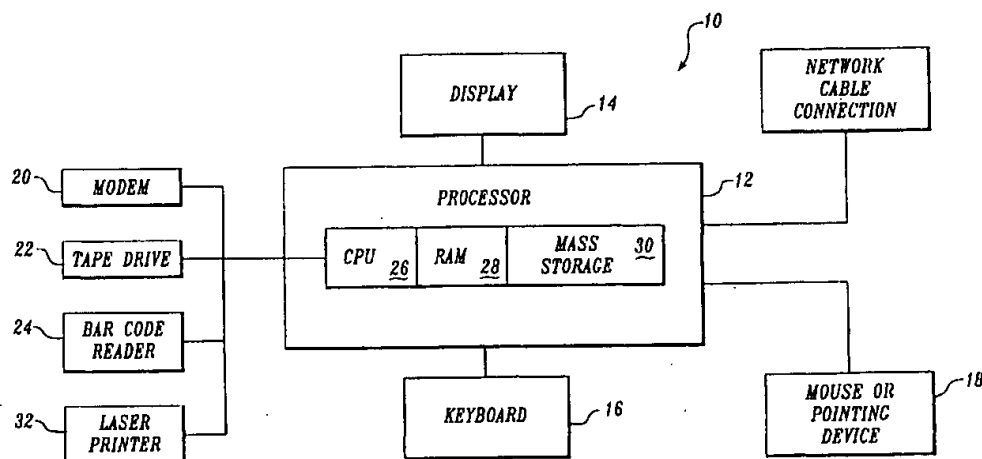 10
DISPLAY
14
NETWORK
CABLE
CONNECTION
20
MODEM
PROCESSOR
12
22
TAPE DRIVE
CPU 26
RAM 28
MASS
STORAGE
30
24
BAR CODE
READER
32
LASER
PRINTER
KEYBOARD
16
MOUSE OR
POINTING
DEVICE
18